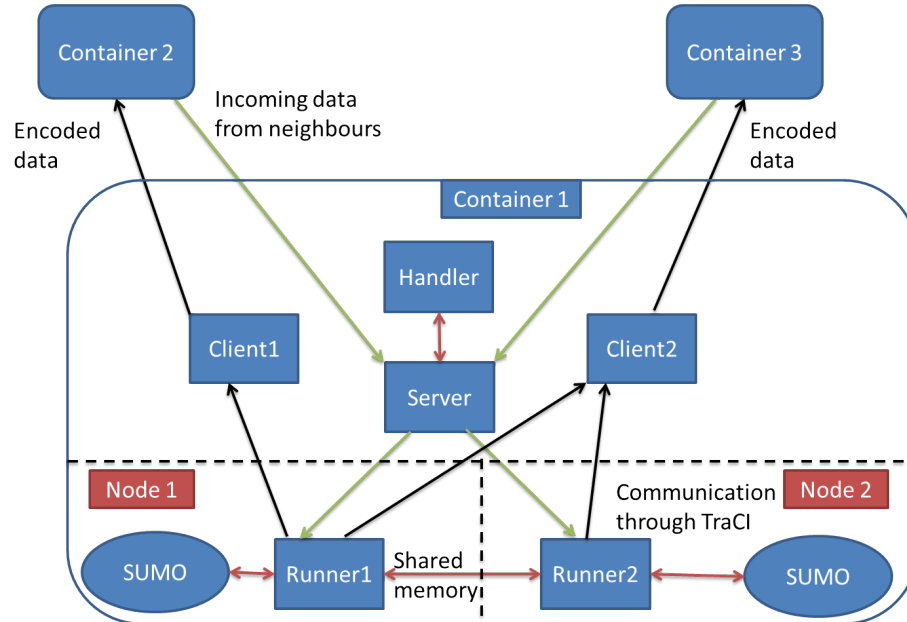 Container 2
Container 3
Incoming data
from neighbours
Encoded
data
Encoded
data
Container 1
Handler
Client1
Client2
Server
Node 1
Node 2
Communication
through TraCI
SUMO
Runner1
Shared
memory
Runner2
SUMO